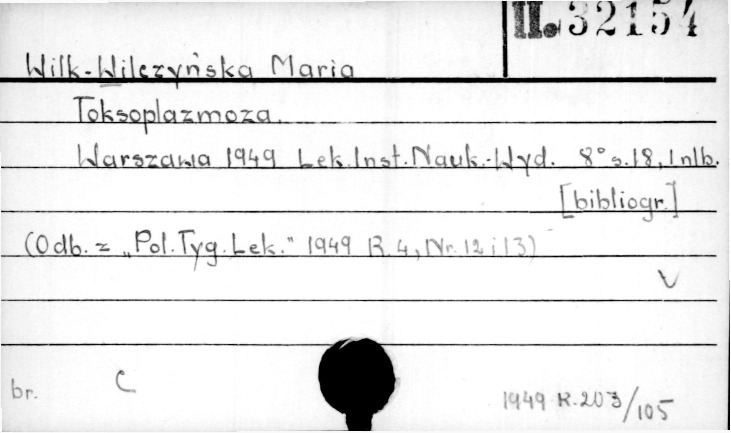 II. 32154
Wilk-Wilczyńska Maria
Toksoplazmoza.
Warszawa 1949 Lek.Inst.Nauk.-Wyd. 8° s.18, 1 nlb.
[bibliogr.]
(Odb. z „Pol.Tyg.Lek." 1949 R.4, Nr.12 i 13)
V
br. C
1949 K.203/105